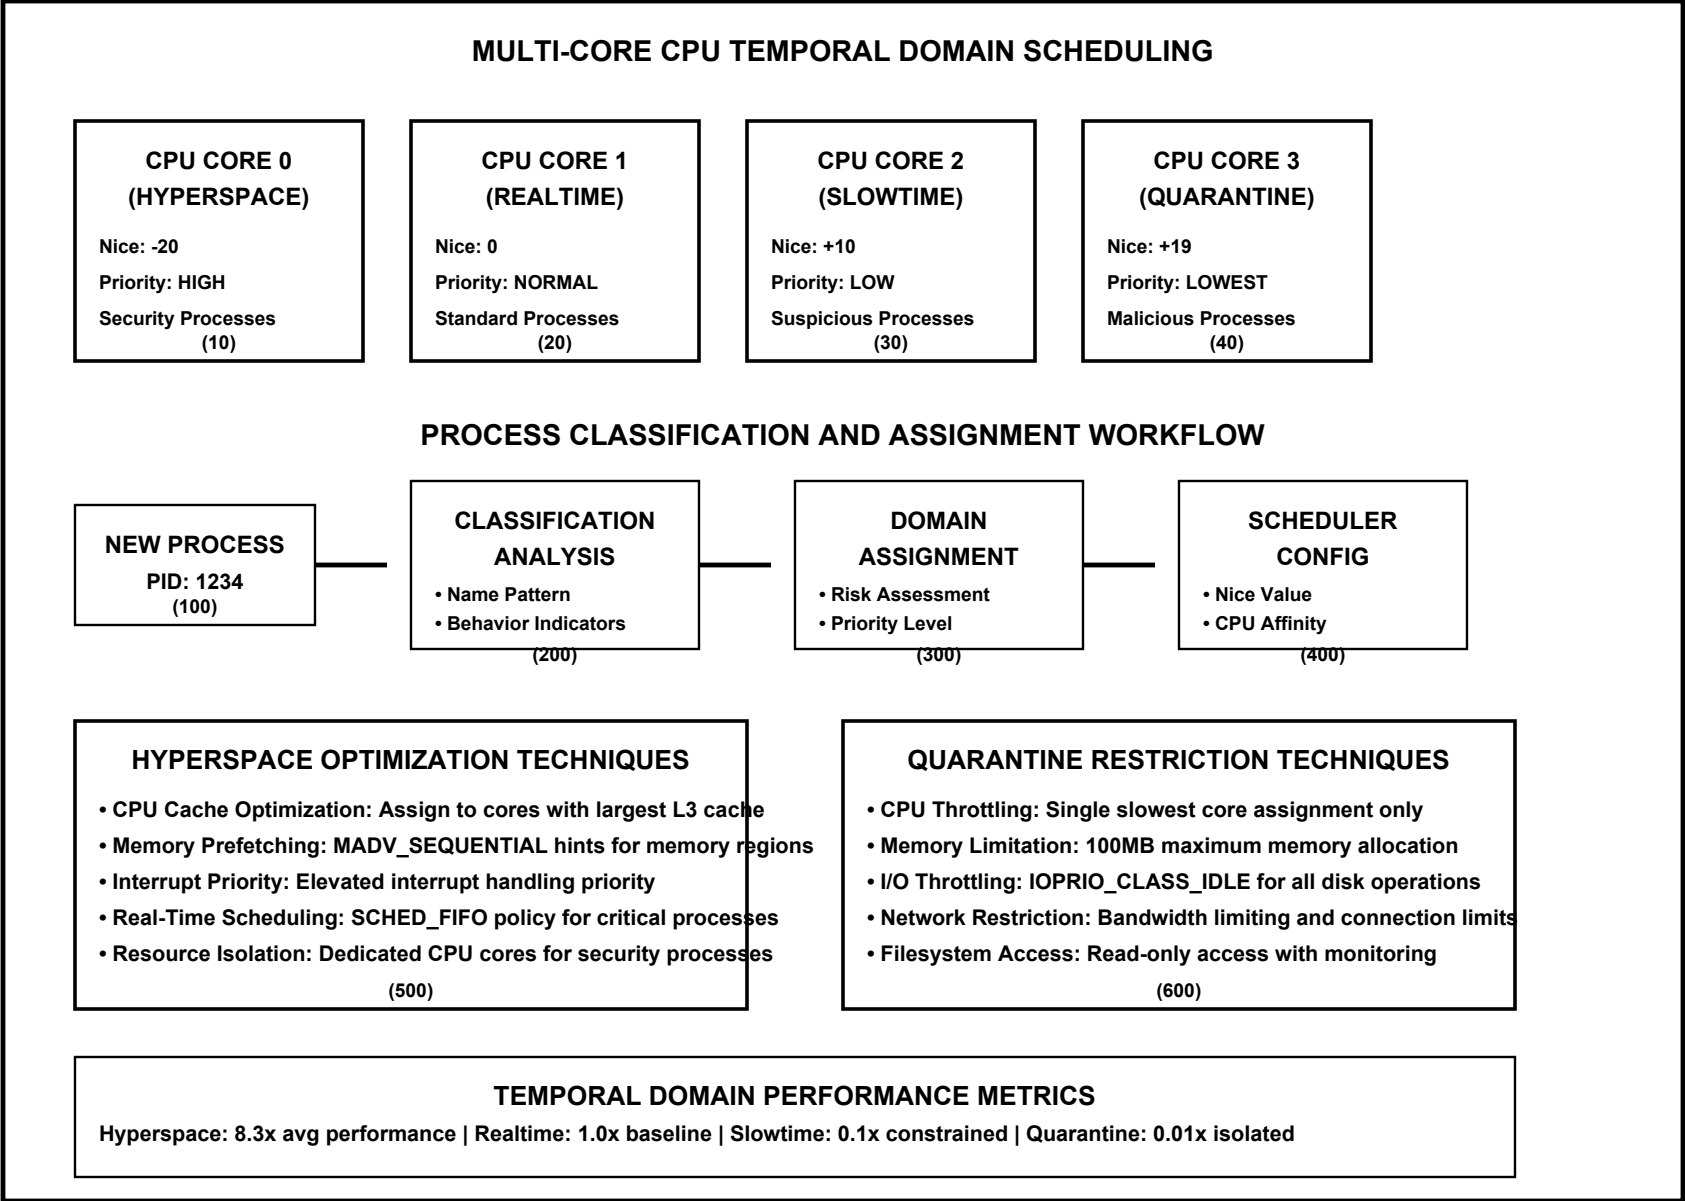 MULTI-CORE CPU TEMPORAL DOMAIN SCHEDULING
CPU CORE 0
(HYPERSPACE)
Nice: -20
Priority: HIGH
Security Processes
(10)
CPU CORE 1
(REALTIME)
Nice: 0
Priority: NORMAL
Standard Processes
(20)
CPU CORE 2
(SLOWTIME)
Nice: +10
Priority: LOW
Suspicious Processes
(30)
CPU CORE 3
(QUARANTINE)
Nice: +19
Priority: LOWEST
Malicious Processes
(40)
PROCESS CLASSIFICATION AND ASSIGNMENT WORKFLOW
NEW PROCESS
PID: 1234
(100)
CLASSIFICATION
ANALYSIS
• Name Pattern
• Behavior Indicators
(200)
DOMAIN
ASSIGNMENT
• Risk Assessment
• Priority Level
(300)
SCHEDULER
CONFIG
• Nice Value
• CPU Affinity
(400)
HYPERSPACE OPTIMIZATION TECHNIQUES
• CPU Cache Optimization: Assign to cores with largest L3 cache
• Memory Prefetching: MADV_SEQUENTIAL hints for memory regions
• Interrupt Priority: Elevated interrupt handling priority
• Real-Time Scheduling: SCHED_FIFO policy for critical processes
• Resource Isolation: Dedicated CPU cores for security processes
(500)
QUARANTINE RESTRICTION TECHNIQUES
• CPU Throttling: Single slowest core assignment only
• Memory Limitation: 100MB maximum memory allocation
• I/O Throttling: IOPRIO_CLASS_IDLE for all disk operations
• Network Restriction: Bandwidth limiting and connection limits
• Filesystem Access: Read-only access with monitoring
(600)
TEMPORAL DOMAIN PERFORMANCE METRICS
Hyperspace: 8.3x avg performance | Realtime: 1.0x baseline | Slowtime: 0.1x constrained | Quarantine: 0.01x isolated